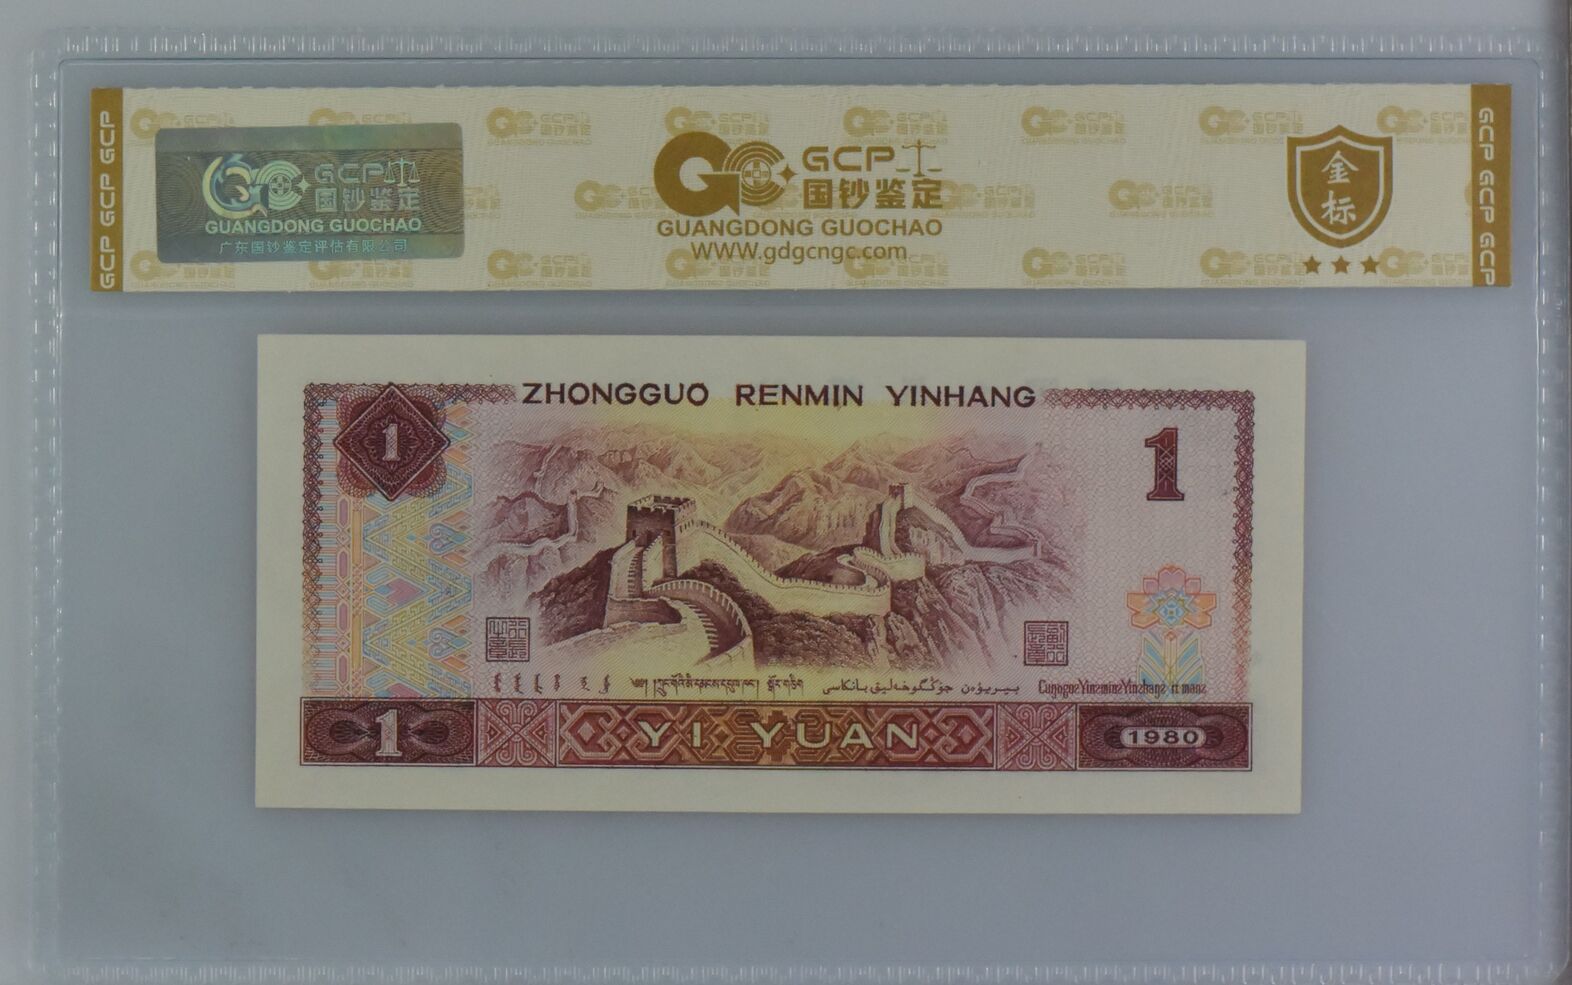 GCP GCP GCP
GCP
国钞鉴定
GUANGDONG GUOCHAO
广东国钞鉴定评估有限公司
GCP
国钞鉴定
GUANGDONG GUOCHAO
WWW.gdgcngc.com
金标
GCP GCP GCP
ZHONGGUO RENMIN YINHANG
1
1
1
YI YUAN
1980